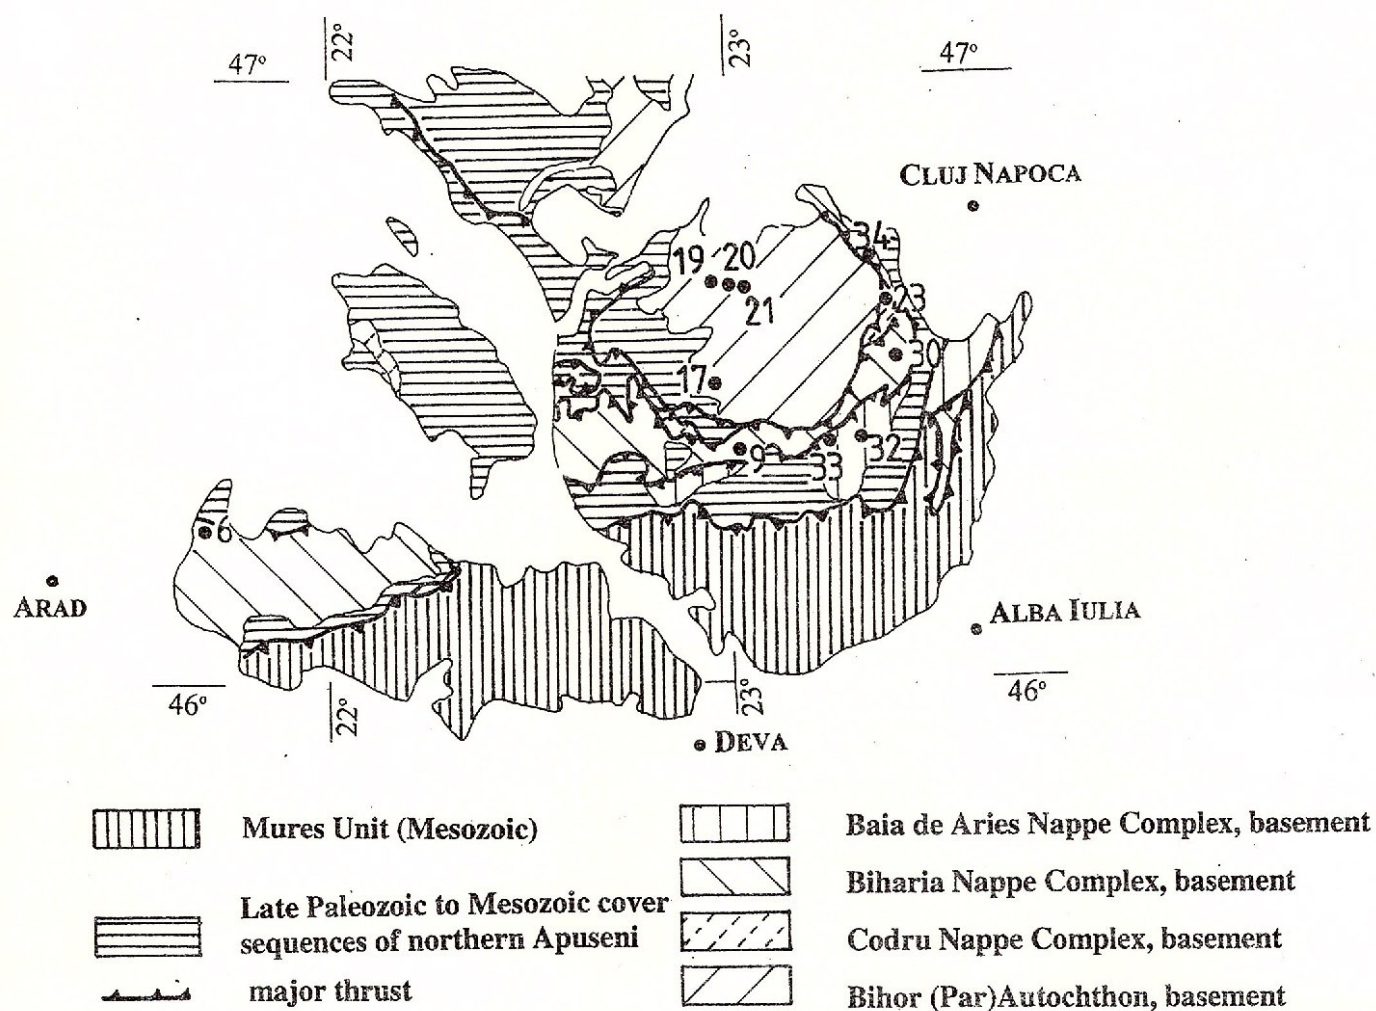 22°
23°
47°
47°
CLUJ NAPOCA
34
19 20
21
23
30
17
9
33
32
6
ARAD
ALBA IULIA
46°
22°
23°
46°
DEVA
Mures Unit (Mesozoic)
Late Paleozoic to Mesozoic cover
sequences of northern Apuseni
major thrust
Baia de Aries Nappe Complex, basement
Biharia Nappe Complex, basement
Codru Nappe Complex, basement
Bihor (Par)Autochthon, basement